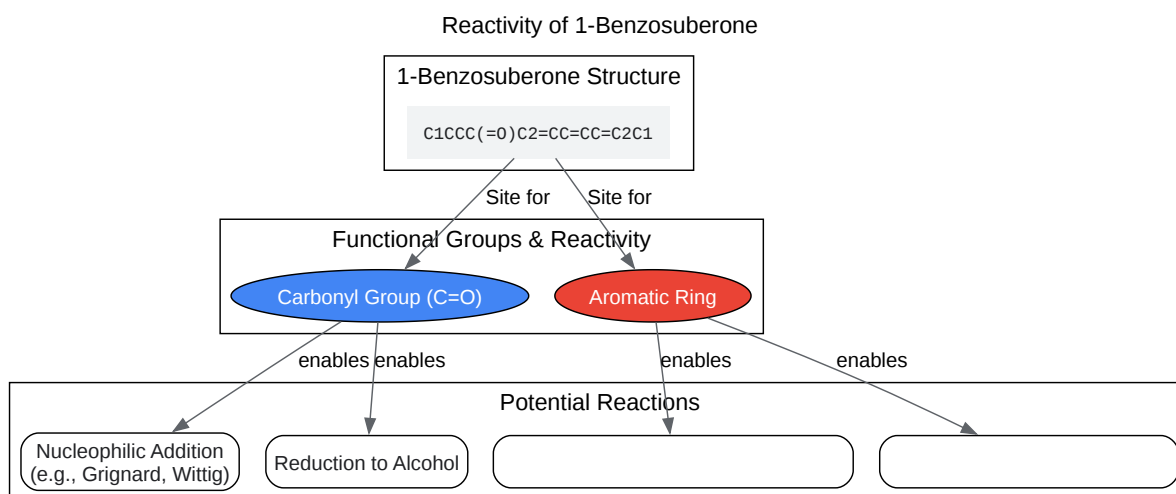 Reactivity of 1-Benzosuberone
1-Benzosuberone Structure
C1CCC(=O)C2=CC=CC=C2C1
Site for
Site for
Functional Groups & Reactivity
Carbonyl Group (C=O)
Aromatic Ring
enables
enables
enables
enables
Potential Reactions
Nucleophilic Addition
(e.g., Grignard, Wittig)
Reduction to Alcohol